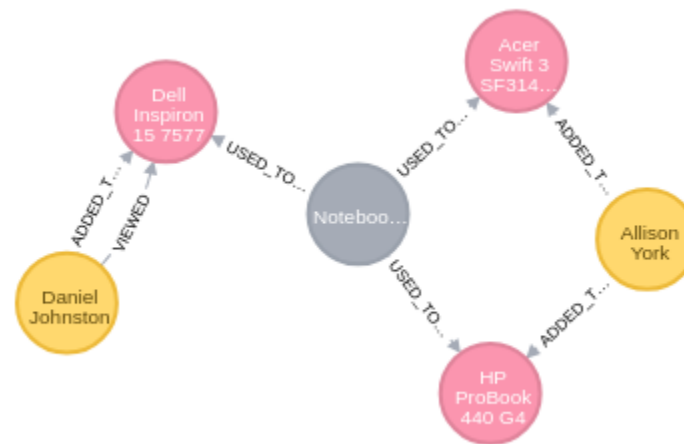 Acer
Swift 3
SF314...
Dell
Inspiron
15 7577
USED_TO...
USED_TO...
ADDED_T...
ADDED_T...
VIEWED
Noteboo...
Allison
York
Daniel
Johnston
USED_TO...
ADDED_T...
HP
ProBook
440 G4